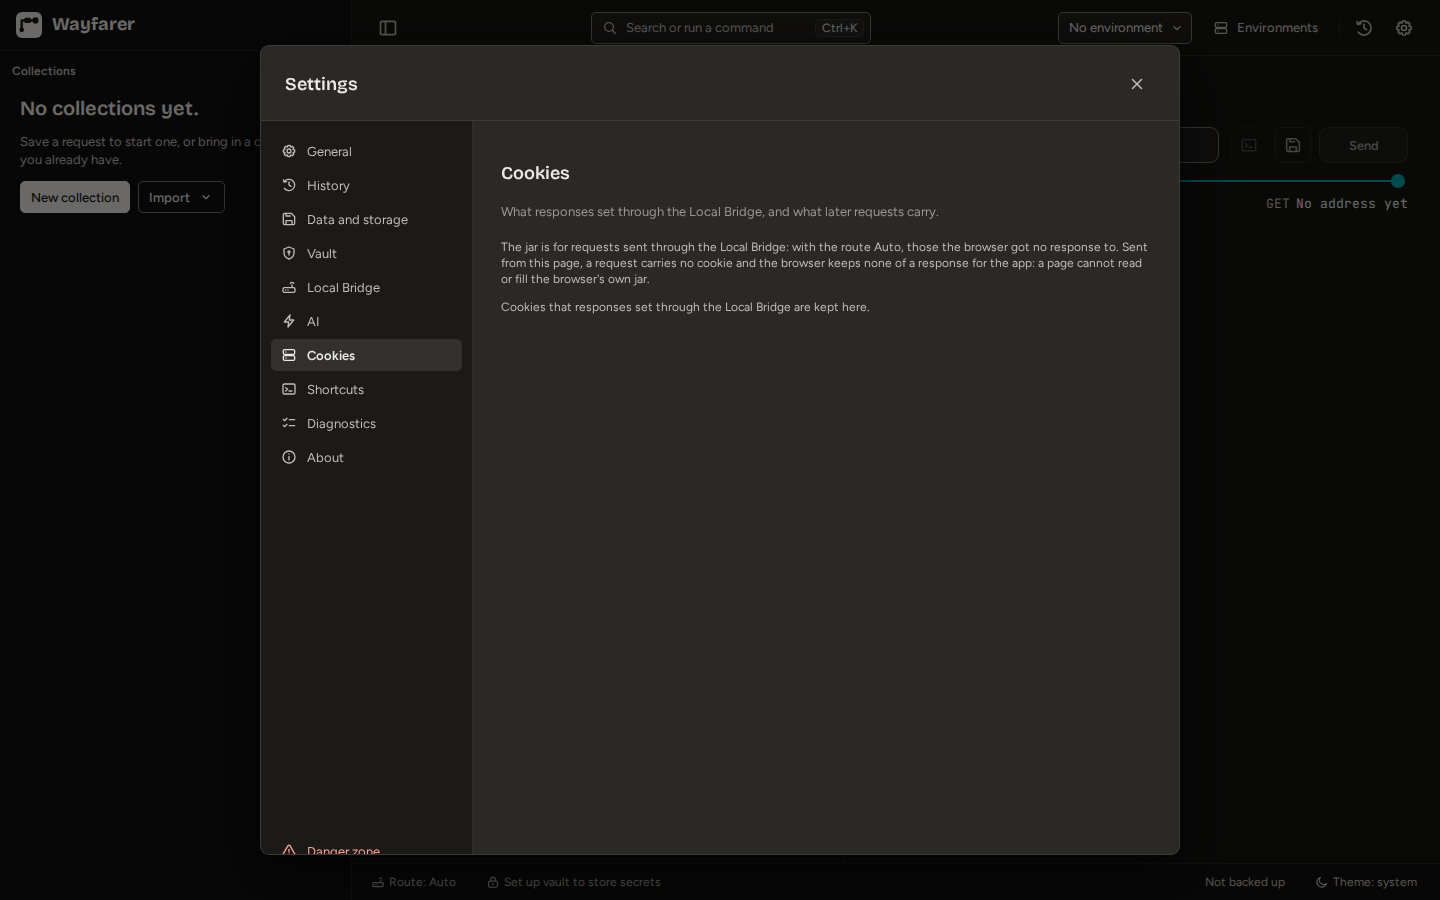 Wayfarer
Search or run a command
Ctrl+K
No environment
Environments
Collections
No collections yet.
Save a request to start one, or bring in a c
you already have.
New collection
Import
Send
GET No address yet
Settings
General
History
Data and storage
Vault
Local Bridge
AI
Cookies
Shortcuts
Diagnostics
About
Danger zone
Cookies
What responses set through the Local Bridge, and what later requests carry.
The jar is for requests sent through the Local Bridge: with the route Auto, those the browser got no response to. Sent
from this page, a request carries no cookie and the browser keeps none of a response for the app: a page cannot read
or fill the browser's own jar.
Cookies that responses set through the Local Bridge are kept here.
Route: Auto
Set up vault to store secrets
Not backed up
Theme: system